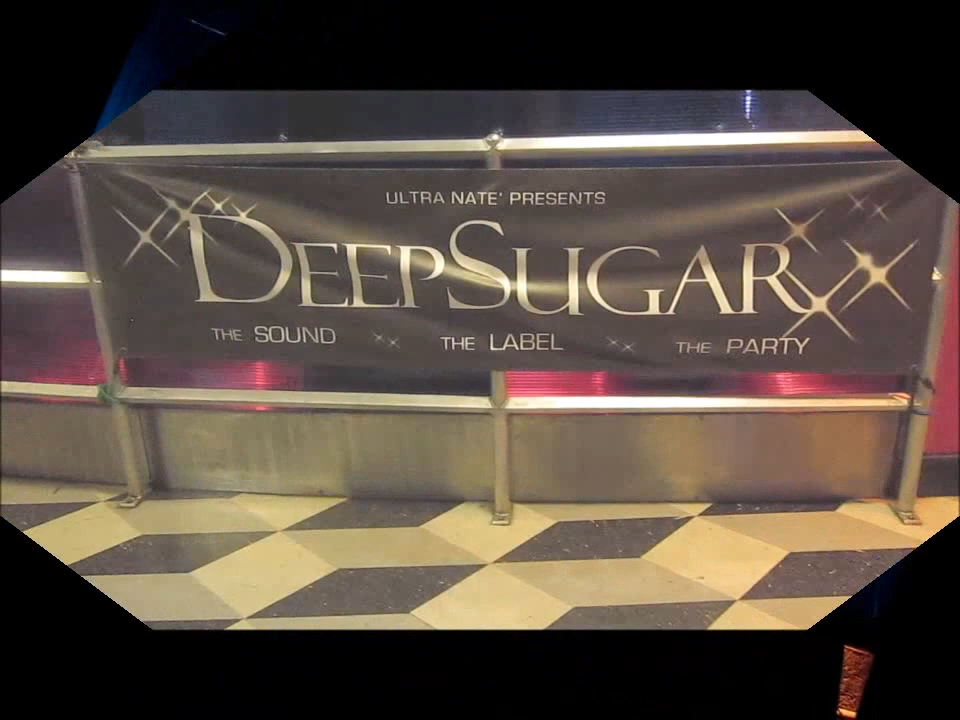 ULTRA NATE' PRESENTS
DEEPSUGAR
THE SOUND THE LABEL THE PARTY